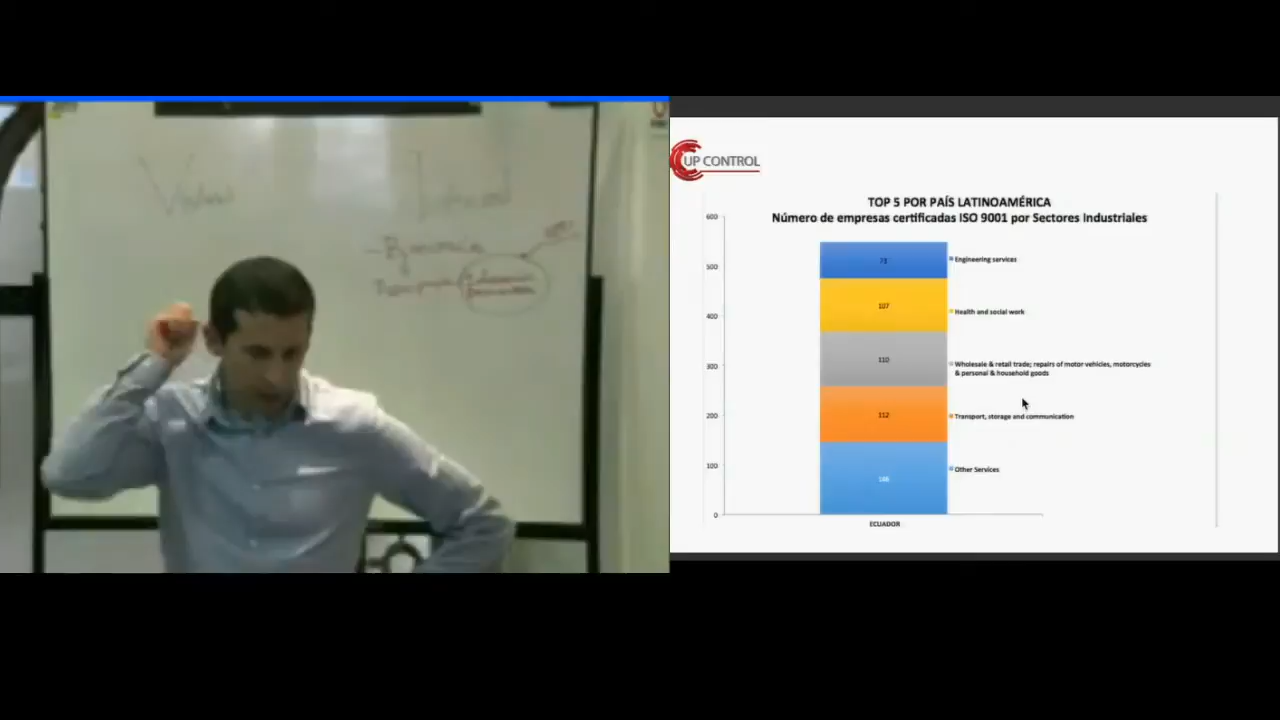 UP CONTROL
TOP 5 POR PAÍS LATINOAMÉRICA
Número de empresas certificadas ISO 9001 por Sectores Industriales
600
500
400
300
200
100
0
73
107
110
112
148
Engineering services
Health and social work
Wholesale & retail trade; repairs of motor vehicles, motorcycles
& personal & household goods
Transport, storage and communication
Other Services
ECUADOR